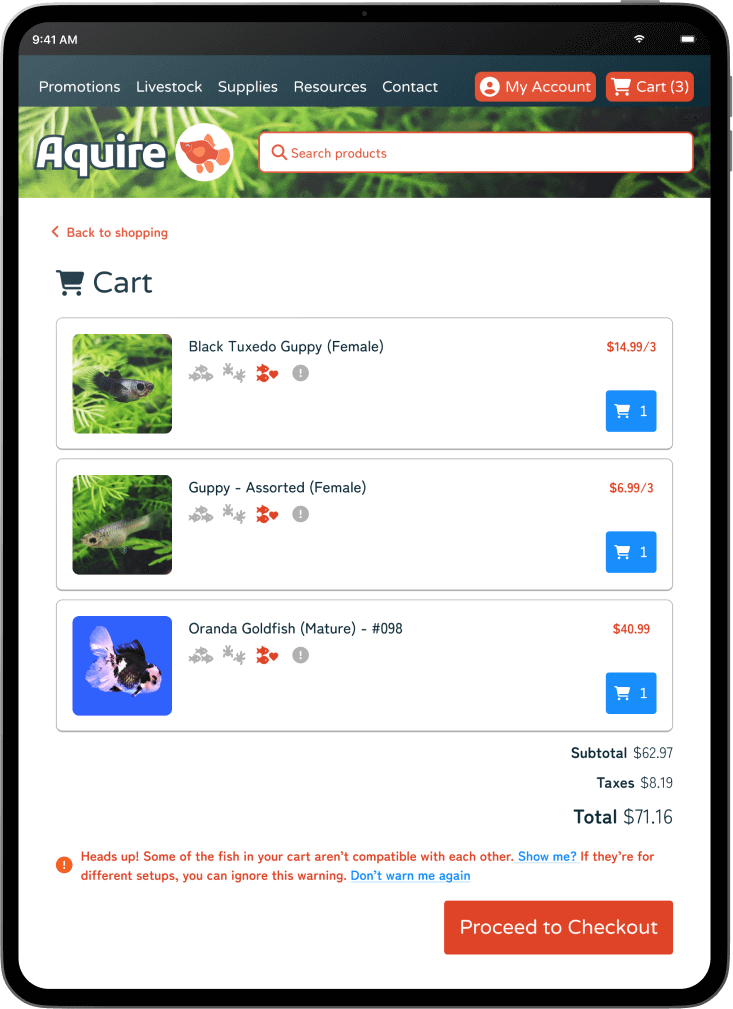 9:41 AM
Promotions Livestock Supplies Resources Contact My Account Cart (3)
Aquire
Search products
Back to shopping
Cart
Black Tuxedo Guppy (Female) $14.99/3
! 
1
Guppy - Assorted (Female) $6.99/3
!
1
Oranda Goldfish (Mature) - #098 $40.99
!
1
Subtotal $62.97
Taxes $8.19
Total $71.16
! Heads up! Some of the fish in your cart aren't compatible with each other. Show me? If they're for
different setups, you can ignore this warning. Don't warn me again
Proceed to Checkout